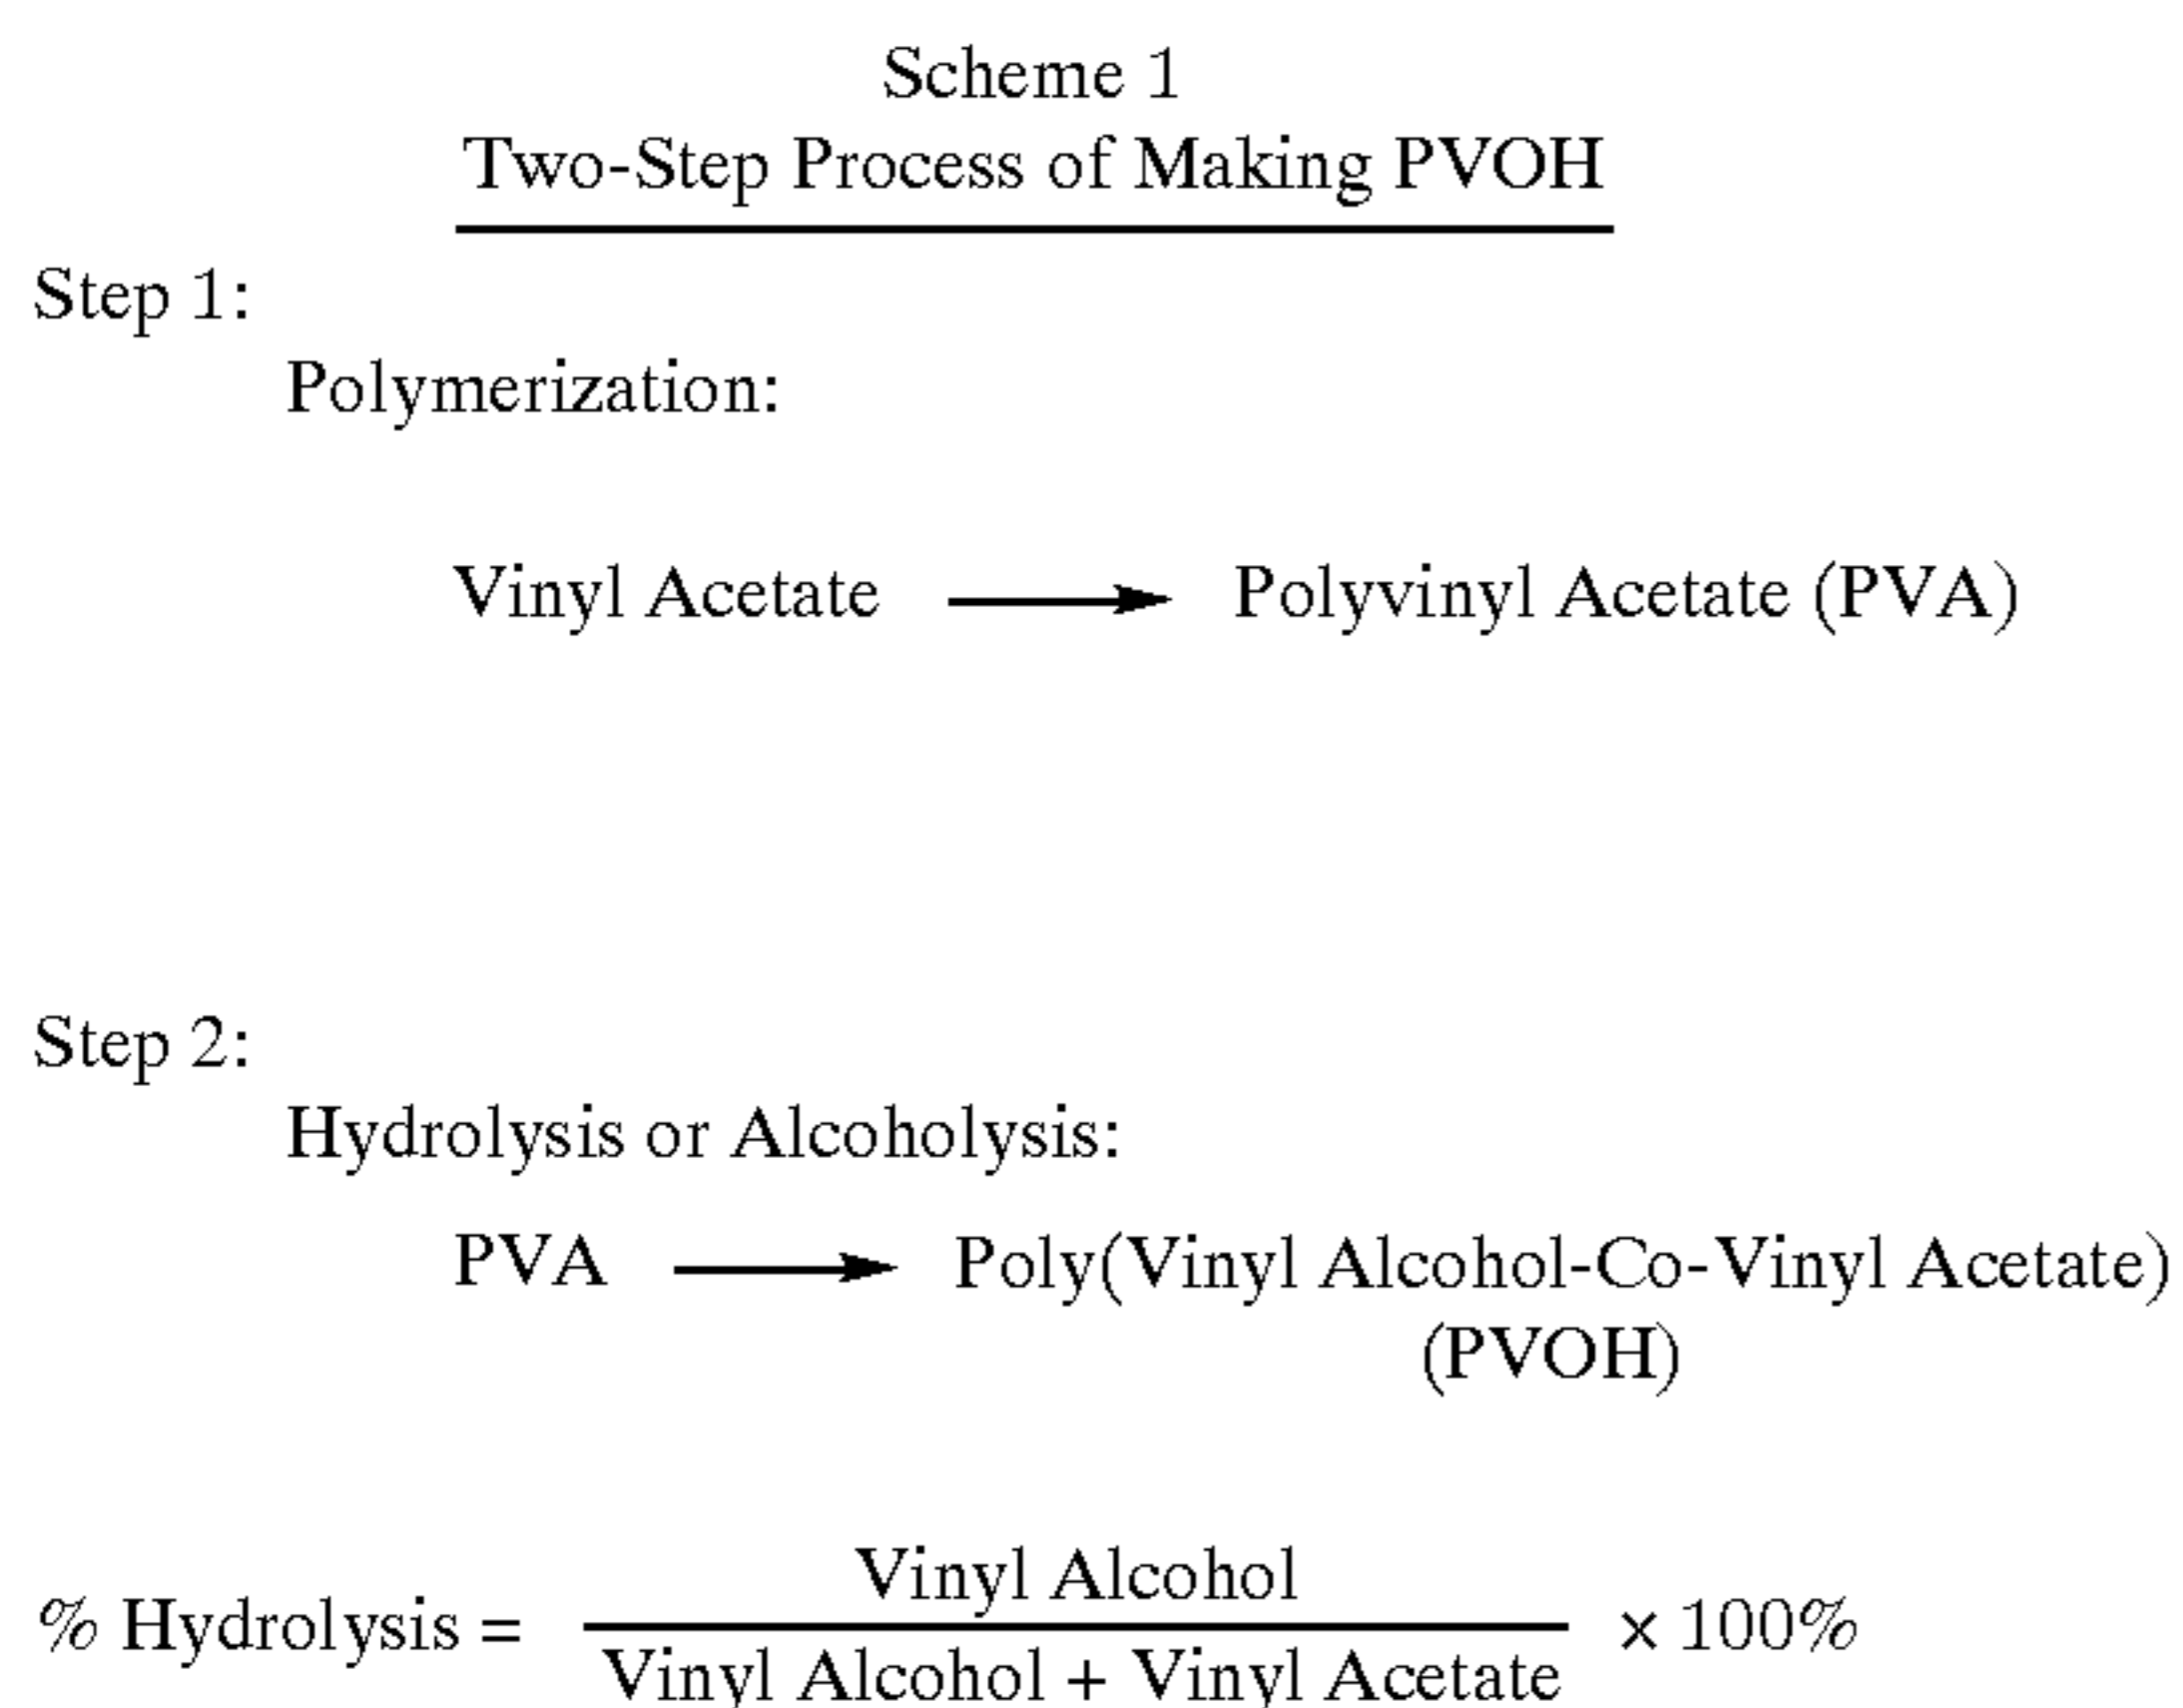 Scheme 1
Two-Step Process of Making PVOH
Step 1:
Polymerization:
Vinyl Acetate ⟶ Polyvinyl Acetate (PVA)
Step 2:
Hydrolysis or Alcoholysis:
PVA ⟶ Poly(Vinyl Alcohol-Co-Vinyl Acetate)
(PVOH)
Vinyl Alcohol
% Hydrolysis = × 100%
Vinyl Alcohol + Vinyl Acetate